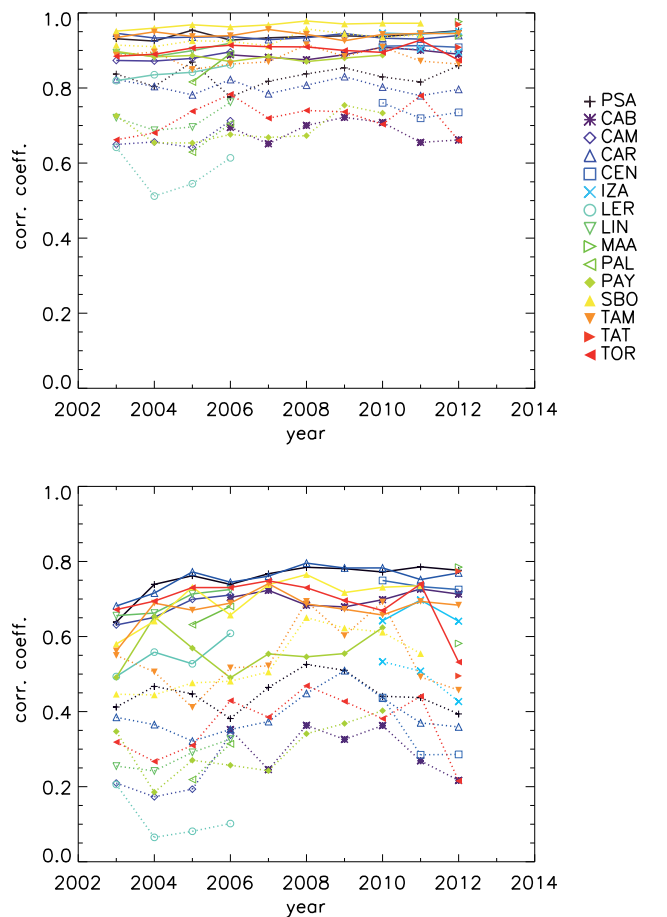 1.0
0.8
0.6
0.4
0.2
0.0
corr. coeff.
2002 2004 2006 2008 2010 2012 2014
year
PSA
CAB
CAM
CAR
CEN
IZA
LER
LIN
MAA
PAL
PAY
SBO
TAM
TAT
TOR
1.0
0.8
0.6
0.4
0.2
0.0
corr. coeff.
2002 2004 2006 2008 2010 2012 2014
year